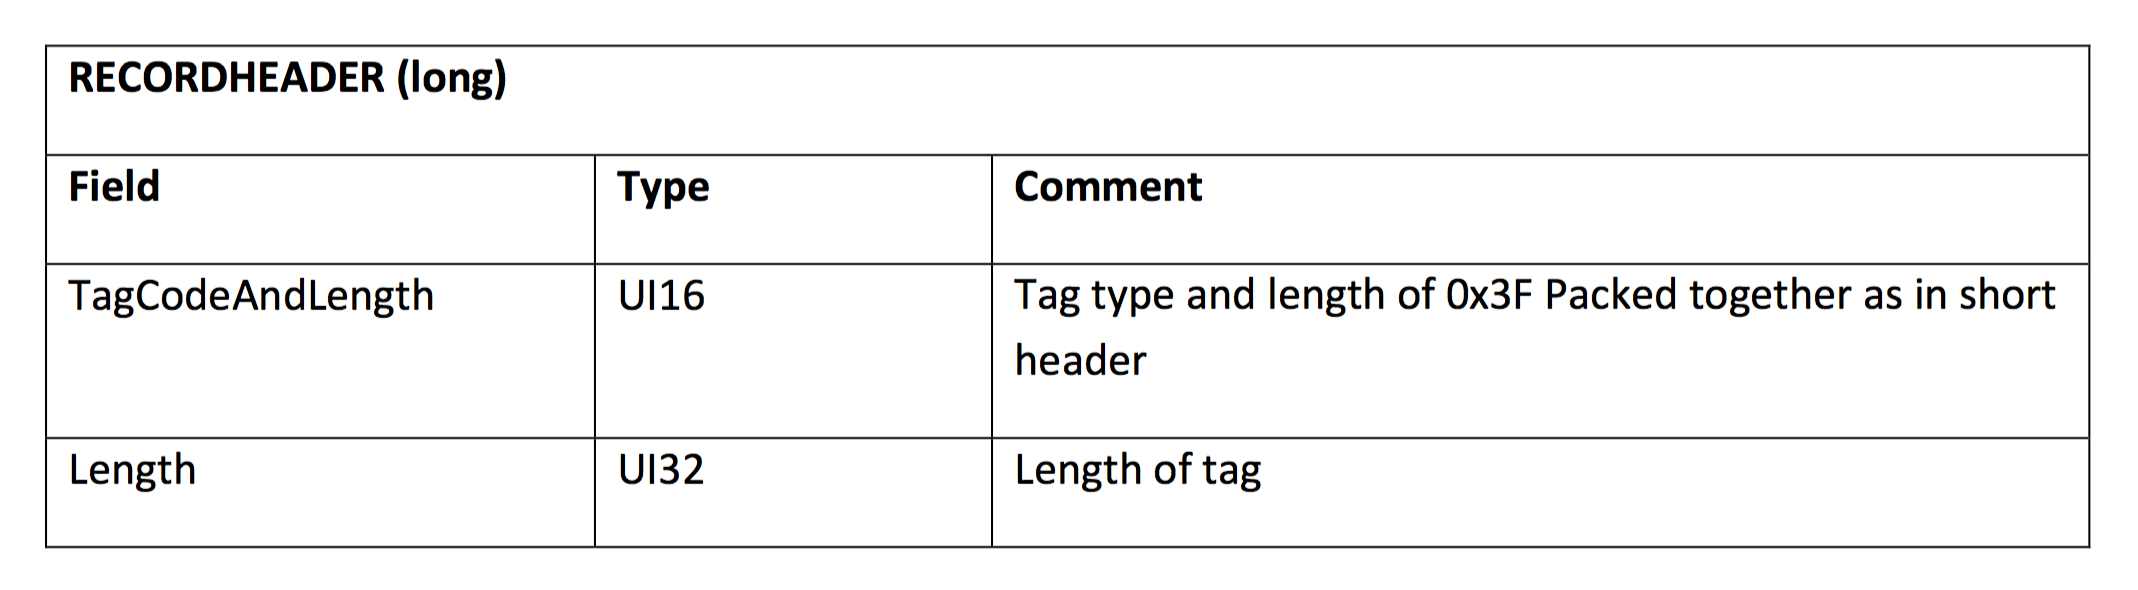 RECORDHEADER (long)
Field Type Comment
TagCodeAndLength UI16 Tag type and length of 0x3F Packed together as in short
header
Length UI32 Length of tag